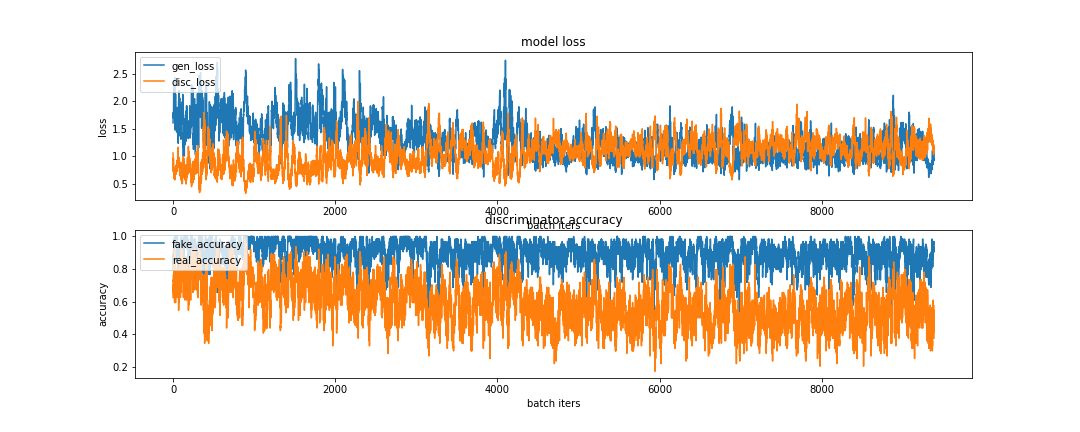 model loss
gen_loss
disc_loss
loss
2.5
2.0
1.5
1.0
0.5
0 2000 4000 6000 8000
batch iters
discriminator accuracy
fake_accuracy
real_accuracy
accuracy
1.0
0.8
0.6
0.4
0.2
0 2000 4000 6000 8000
batch iters